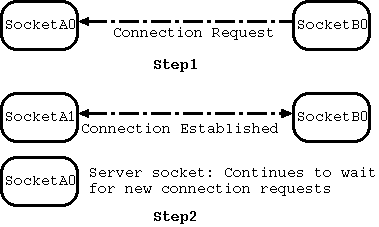 SocketA0
SocketB0
Connection Request
Step1
SocketA1
SocketB0
Connection Established
SocketA0
Server socket: Continues to wait
for new connection requests
Step2